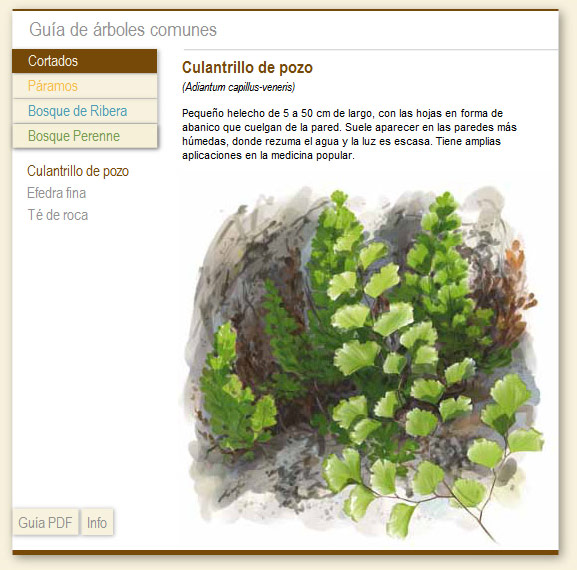 Guía de árboles comunes
Cortados
Páramos
Bosque de Ribera
Bosque Perenne
Culantrillo de pozo
Efedra fina
Té de roca
Guia PDF
Info
Culantrillo de pozo
(Adiantum capillus-veneris)
Pequeño helecho de 5 a 50 cm de largo, con las hojas en forma de
abanico que cuelgan de la pared. Suele aparecer en las paredes más
húmedas, donde rezuma el agua y la luz es escasa. Tiene amplias
aplicaciones en la medicina popular.